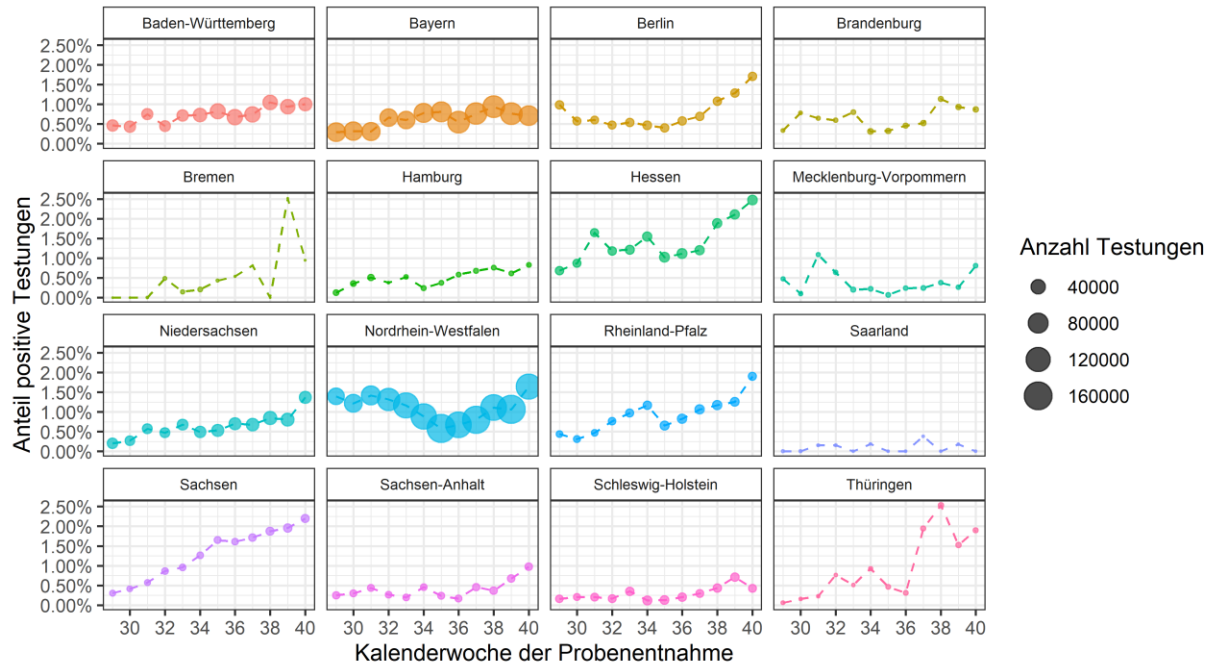 Baden-Württemberg
Bayern
Berlin
Brandenburg
2.50%
2.00%
1.50%
1.00%
0.50%
0.00%
Bremen
Hamburg
Hessen
Mecklenburg-Vorpommern
2.50%
2.00%
1.50%
1.00%
0.50%
0.00%
Niedersachsen
Nordrhein-Westfalen
Rheinland-Pfalz
Saarland
2.50%
2.00%
1.50%
1.00%
0.50%
0.00%
Sachsen
Sachsen-Anhalt
Schleswig-Holstein
Thüringen
2.50%
2.00%
1.50%
1.00%
0.50%
0.00%
30 32 34 36 38 40 30 32 34 36 38 40 30 32 34 36 38 40 30 32 34 36 38 40
Kalenderwoche der Probenentnahme
Anteil positive Testungen
Anzahl Testungen
40000
80000
120000
160000